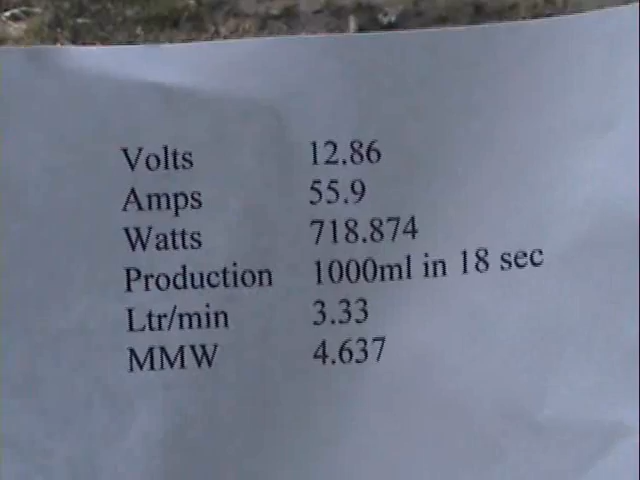 Volts 12.86
Amps 55.9
Watts 718.874
Production 1000ml in 18 sec
Ltr/min 3.33
MMW 4.637